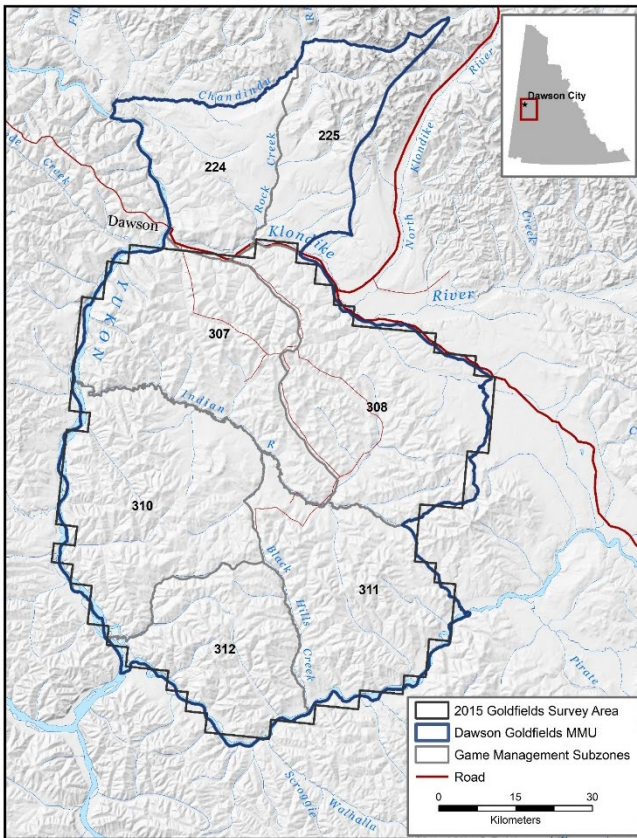 Dawson City
Chandindu
River
225
224
Rock Creek
Klondike
North
Creek
Creek
Dawson
Klondike
River
YUKON
307
308
Indian
R
310
Black
Hills
Creek
311
312
Pirate
Scroggie
Walhalla
2015 Goldfields Survey Area
Dawson Goldfields MMU
Game Management Subzones
Road
0 15 30
Kilometers